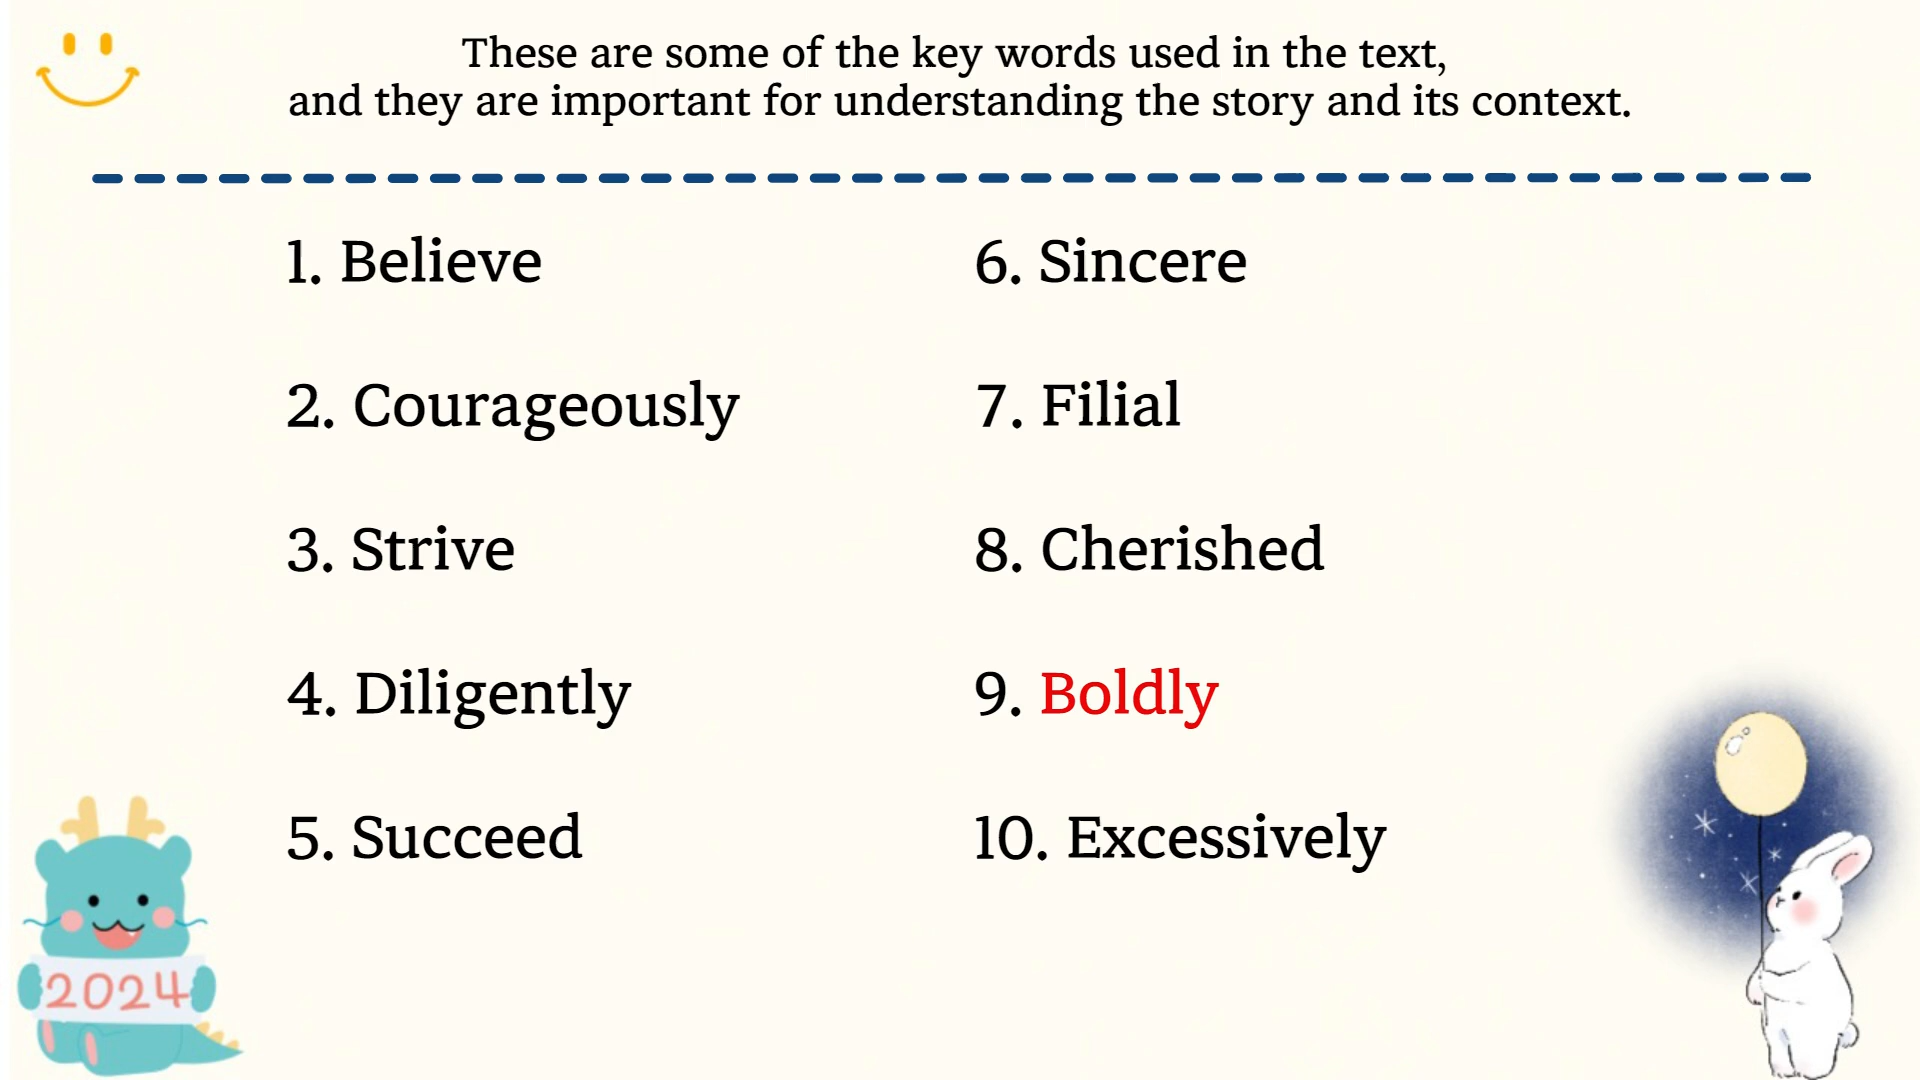 These are some of the key words used in the text,
and they are important for understanding the story and its context.
1. Believe
2. Courageously
3. Strive
4. Diligently
5. Succeed
6. Sincere
7. Filial
8. Cherished
9. Boldly
10. Excessively
2024